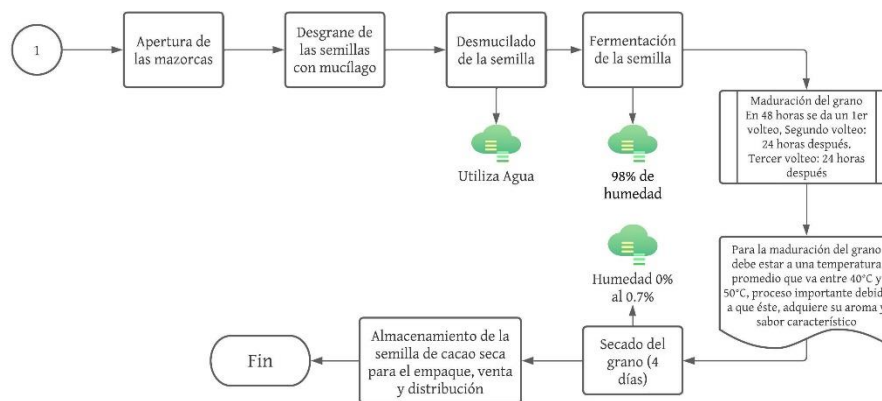 1
Apertura de
las mazorcas
Desgrane de
las semillas
con mucílago
Desmucilado
de la semilla
Fermentación
de la semilla
Utiliza Agua
98% de
humedad
Maduración del grano
En 48 horas se da un 1er
volteo, Segundo volteo:
24 horas después.
Tercer volteo: 24 horas
después
Para la maduración del grano
debe estar a una temperatura
promedio que va entre 40°C y
50°C, proceso importante debid
a que éste, adquiere su aroma y
sabor característico
Humedad 0%
al 0.7%
Secado del
grano (4
días)
Almacenamiento de la
semilla de cacao seca
para el empaque, venta
y distribución
Fin